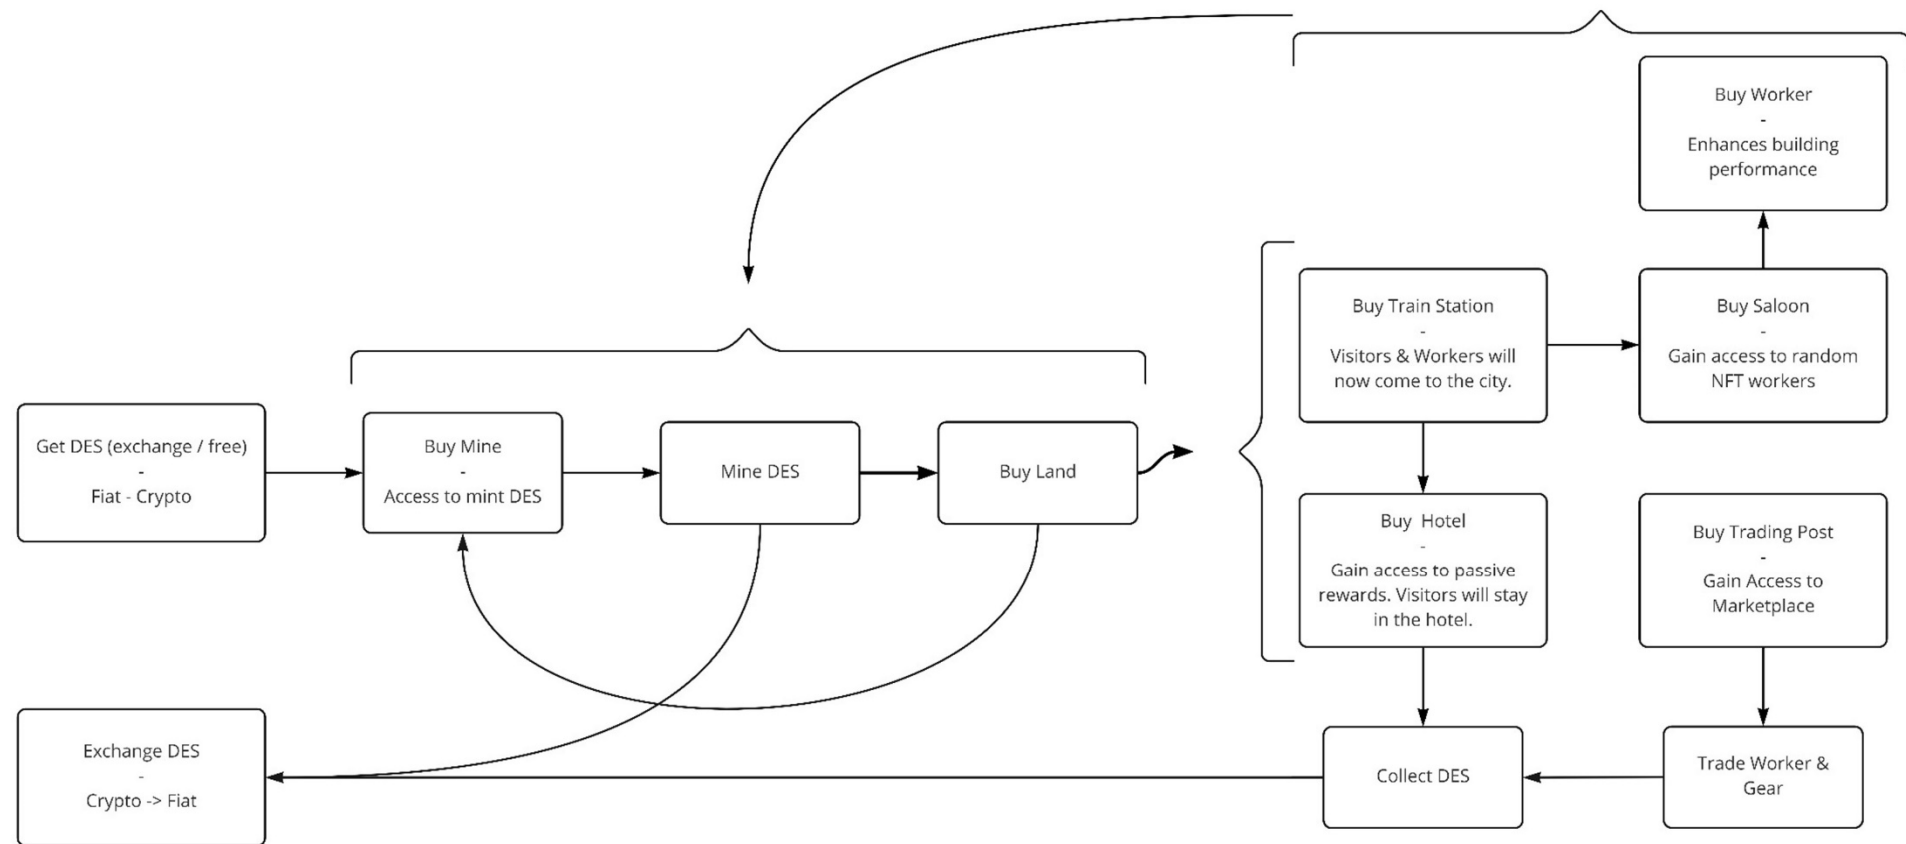 Buy Worker
-
Enhances building
performance
Buy Train Station
-
Visitors & Workers will
now come to the city.
Buy Saloon
-
Gain access to random
NFT workers
Get DES (exchange / free)
-
Fiat - Crypto
Buy Mine
-
Access to mint DES
Mine DES
Buy Land
Buy Hotel
-
Gain access to passive
rewards. Visitors will stay
in the hotel.
Buy Trading Post
-
Gain Access to
Marketplace
Exchange DES
-
Crypto -> Fiat
Collect DES
Trade Worker &
Gear